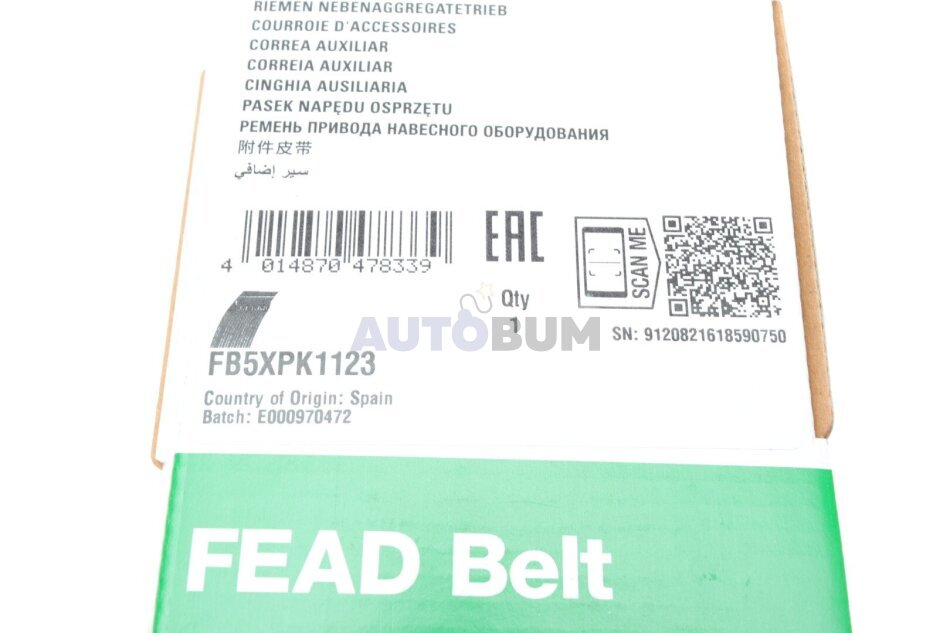 RIEMEN NEBENAGGREGATETRIEB
COURROIE D'ACCESSOIRES
CORREA AUXILIAR
CORREIA AUXILIAR
CINGHIA AUSILIARIA
PASEK NAPĘDU OSPRZĘTU
РЕМЕНЬ ПРИВОДА НАВЕСНОГО ОБОРУДОВАНИЯ
附件皮带
سير إضافي
4 014870 478339
EAC
SCAN ME
Qty
1
AUTOBUM
SN: 9120821618590750
FB5XPK1123
Country of Origin: Spain
Batch: E000970472
FEAD Belt